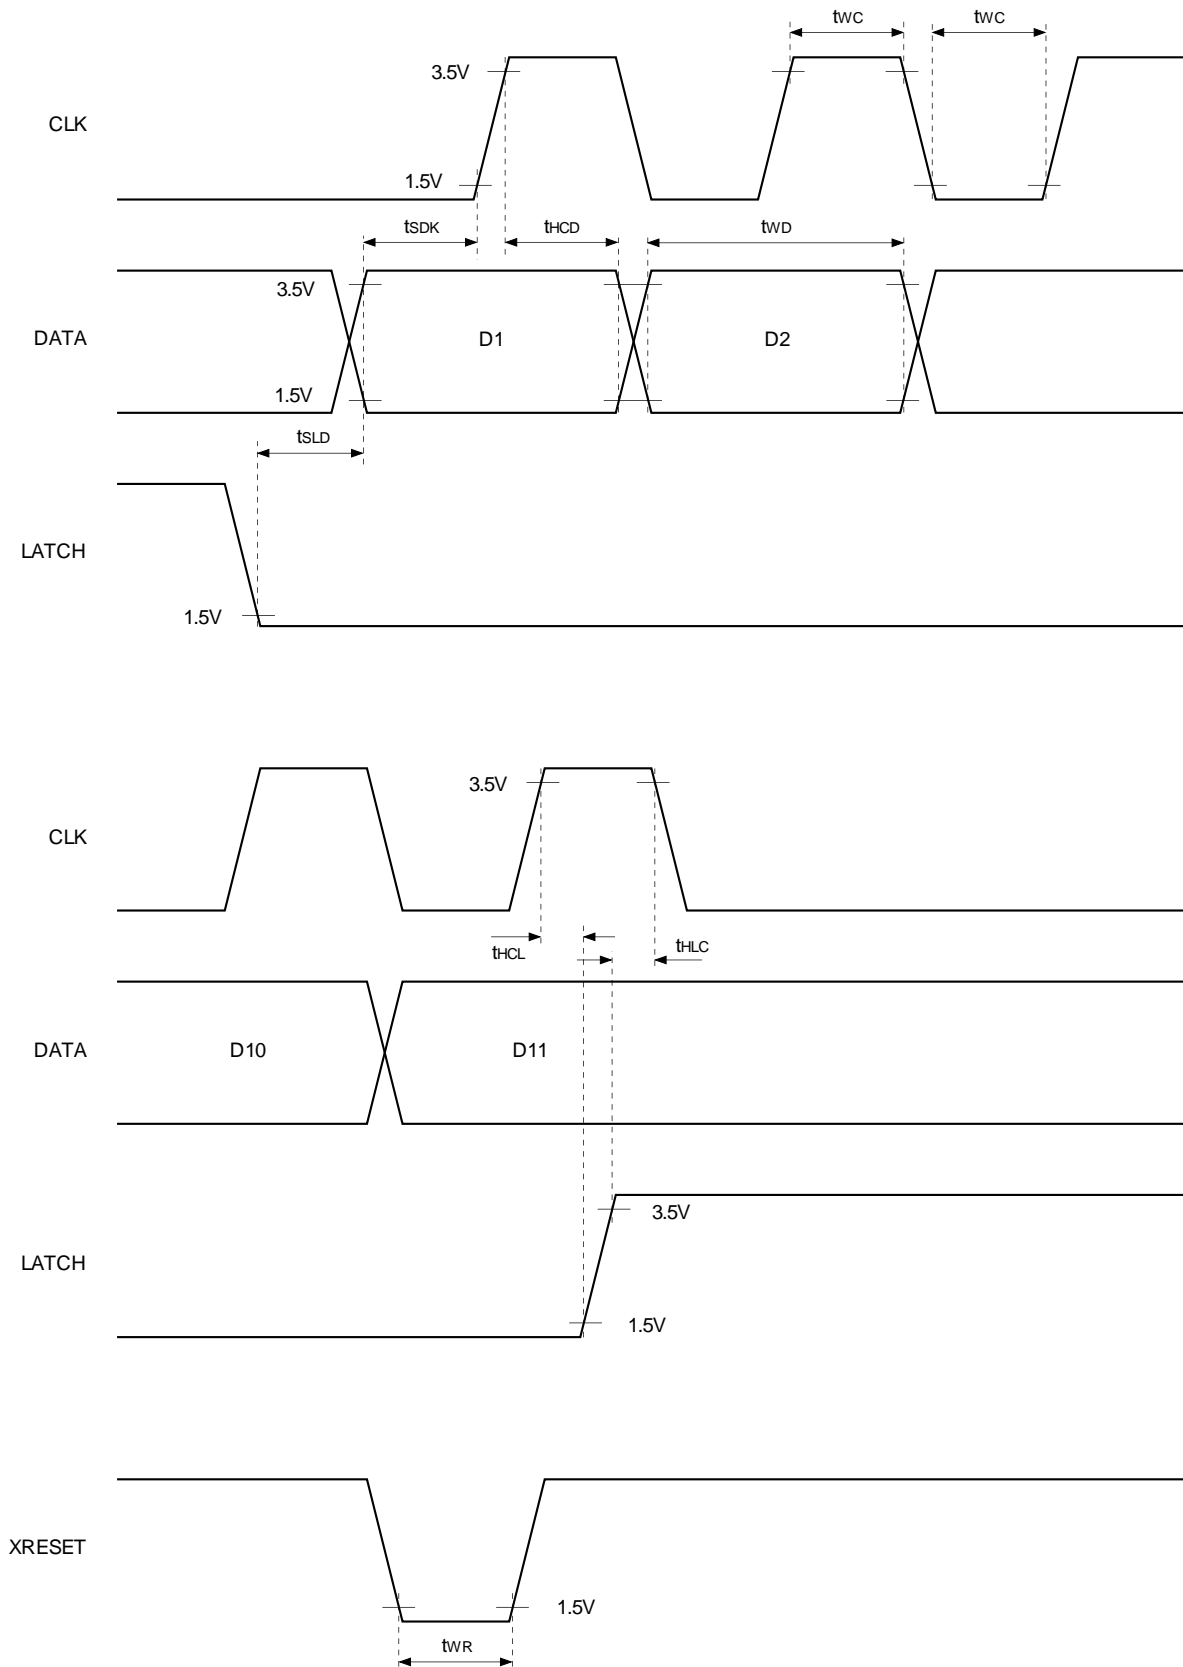 tWC tWC
3.5V
CLK
1.5V
tSDK tHCD tWD
3.5V
DATA D1 D2
1.5V
tSLD
LATCH
1.5V
3.5V
CLK
tHCL tHLC
DATA D10 D11
3.5V
LATCH
1.5V
XRESET
1.5V
tWR